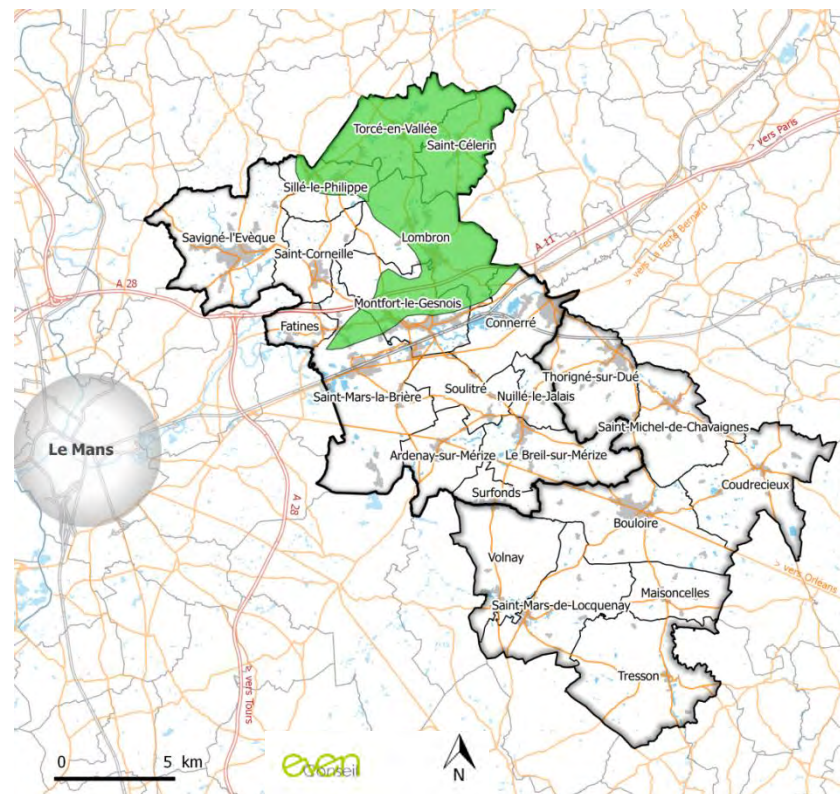 > vers Paris
Torcé-en-Vallée
Saint-Célerin
Sillé-le-Philippe
Savigné-l'Evèque
Lombron
A 11
> vers La Ferté Bernard
Saint-Corneille
A 28
Montfort-le-Gesnois
Fatines
Connerré
Thorigné-sur-Dué
Soulitré
Saint-Mars-la-Brière
Nuillé-le-Jalais
Saint-Michel-de-Chavaignes
Le Mans
Ardenay-sur-Mérize
Le Breil-sur-Mérize
Coudrecieux
Surfonds
A 28
Bouloire
Volnay
> vers Orléans
Maisoncelles
Saint-Mars-de-Locquenay
Tresson
> vers Tours
0 5 km
even
Conseil
N